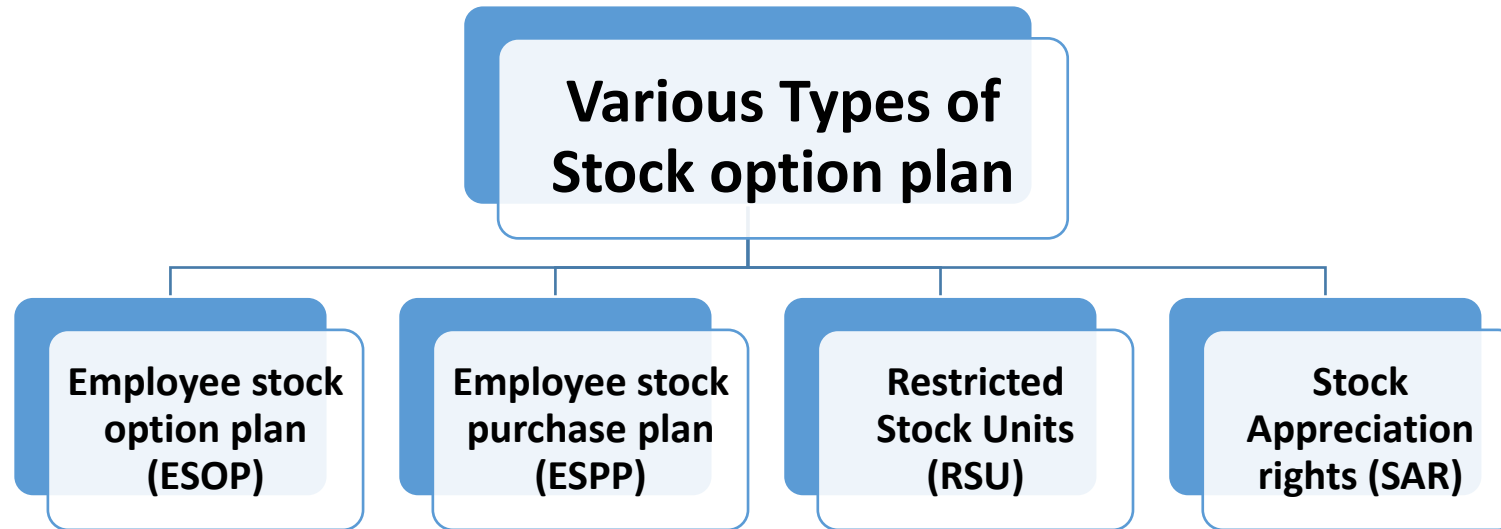 Various Types of
Stock option plan
Employee stock
option plan
(ESOP)
Employee stock
purchase plan
(ESPP)
Restricted
Stock Units
(RSU)
Stock
Appreciation
rights (SAR)